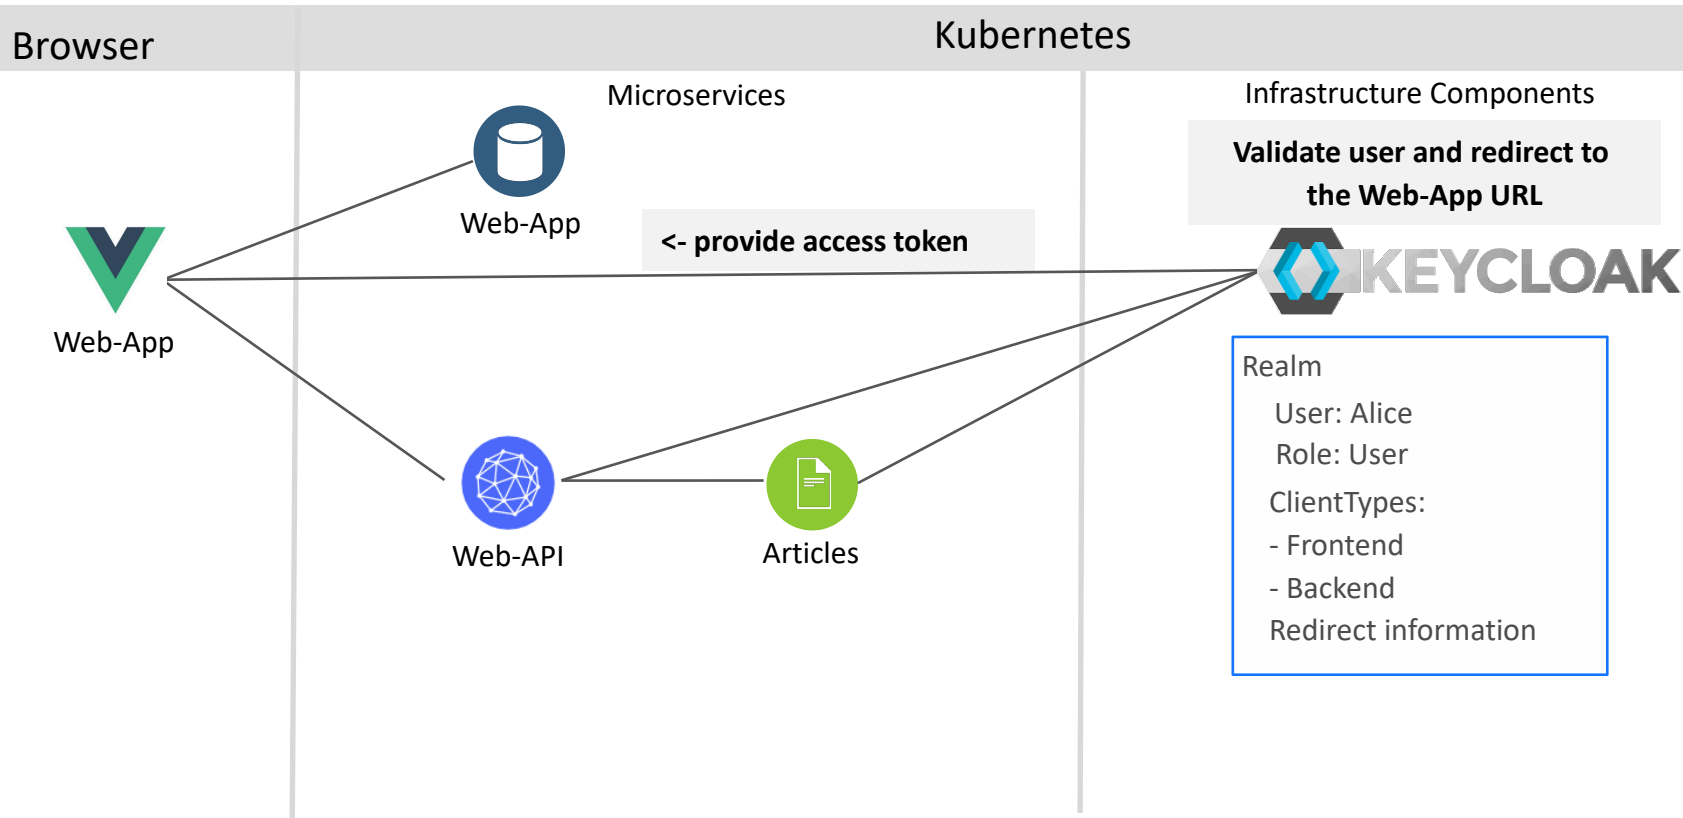 Browser
Kubernetes
Microservices
Infrastructure Components
Validate user and redirect to
the Web-App URL
Web-App
<- provide access token
KEYCLOAK
Web-App
Realm
User: Alice
Role: User
ClientTypes:
- Frontend
- Backend
Redirect information
Web-API
Articles